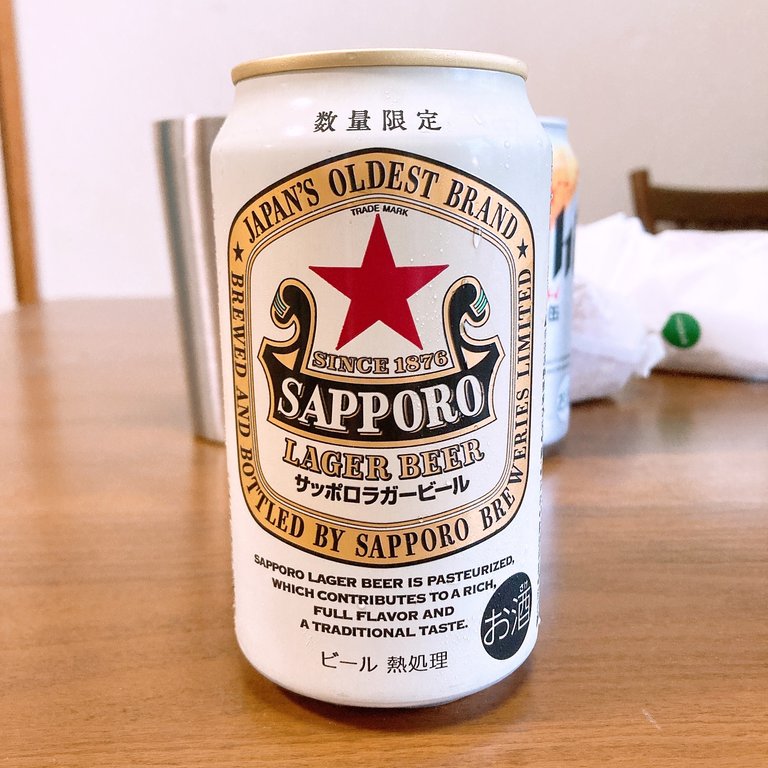 数量限定
JAPAN'S OLDEST BRAND
TRADE MARK
SINCE 1876
SAPPORO
LAGER BEER
サッポロラガービール
BREWED AND BOTTLED BY SAPPORO BREWERIES LIMITED
SAPPORO LAGER BEER IS PASTEURIZED,
WHICH CONTRIBUTES TO A RICH,
FULL FLAVOR AND
A TRADITIONAL TASTE.
お酒
ビール 熱処理